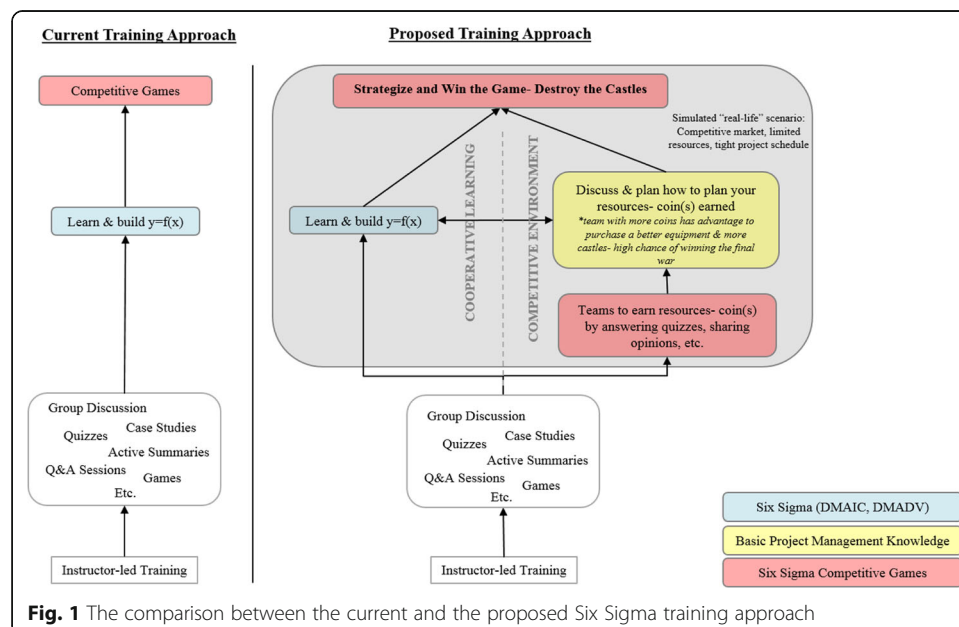 Current Training Approach
Competitive Games
Learn & build y=f(x)
Group Discussion
Quizzes
Case Studies
Active Summaries
Q&A Sessions
Games
Etc.
Instructor-led Training
Proposed Training Approach
Strategize and Win the Game- Destroy the Castles
Simulated "real-life" scenario:
Competitive market, limited
resources, tight project schedule
COOPERATIVE LEARNING
COMPETITIVE ENVIRONMENT
Learn & build y=f(x)
Discuss & plan how to plan your
resources- coin(s) earned
*team with more coins has advantage to
purchase a better equipment & more
castles- high chance of winning the final
war
Teams to earn resources- coin(s)
by answering quizzes, sharing
opinions, etc.
Group Discussion
Quizzes
Case Studies
Active Summaries
Q&A Sessions
Games
Etc.
Instructor-led Training
Six Sigma (DMAIC, DMADV)
Basic Project Management Knowledge
Six Sigma Competitive Games
Fig. 1 The comparison between the current and the proposed Six Sigma training approach